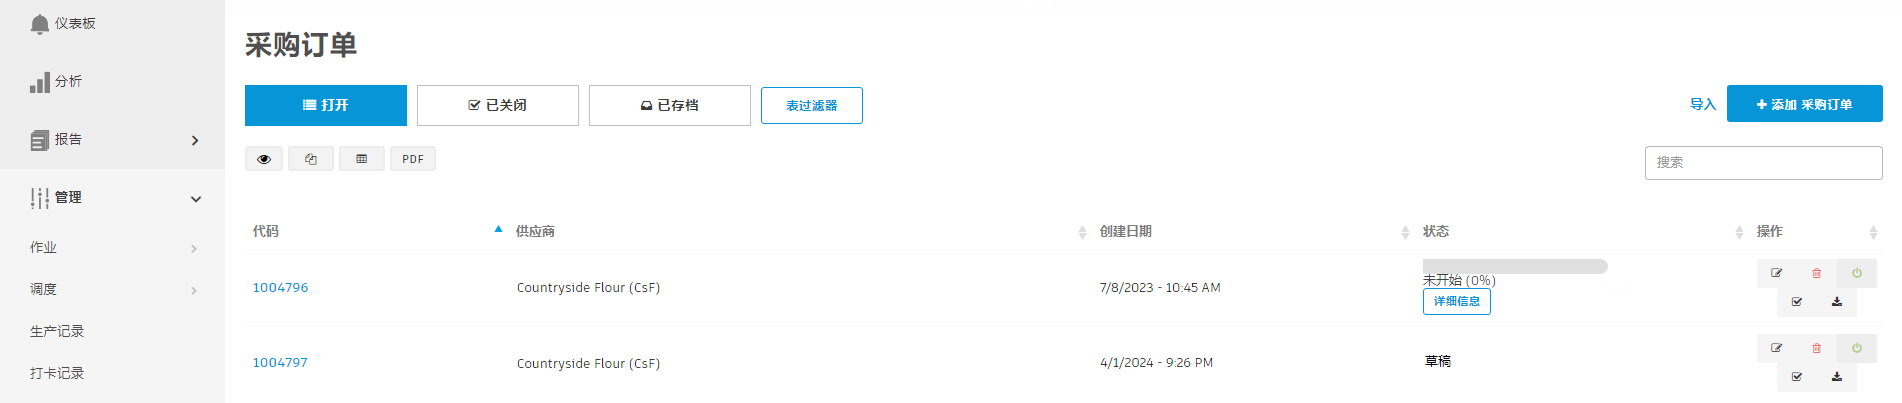 仪表板
分析
报告
管理
作业
调度
生产记录
打卡记录
采购订单
打开 已关闭 已存档 表过滤器 导入 添加 采购订单
PDF 搜索
代码 供应商 创建日期 状态 操作
1004796 Countryside Flour (CsF) 7/8/2023 - 10:45 AM 未开始 (0%)
详细信息
1004797 Countryside Flour (CsF) 4/1/2024 - 9:26 PM 草稿